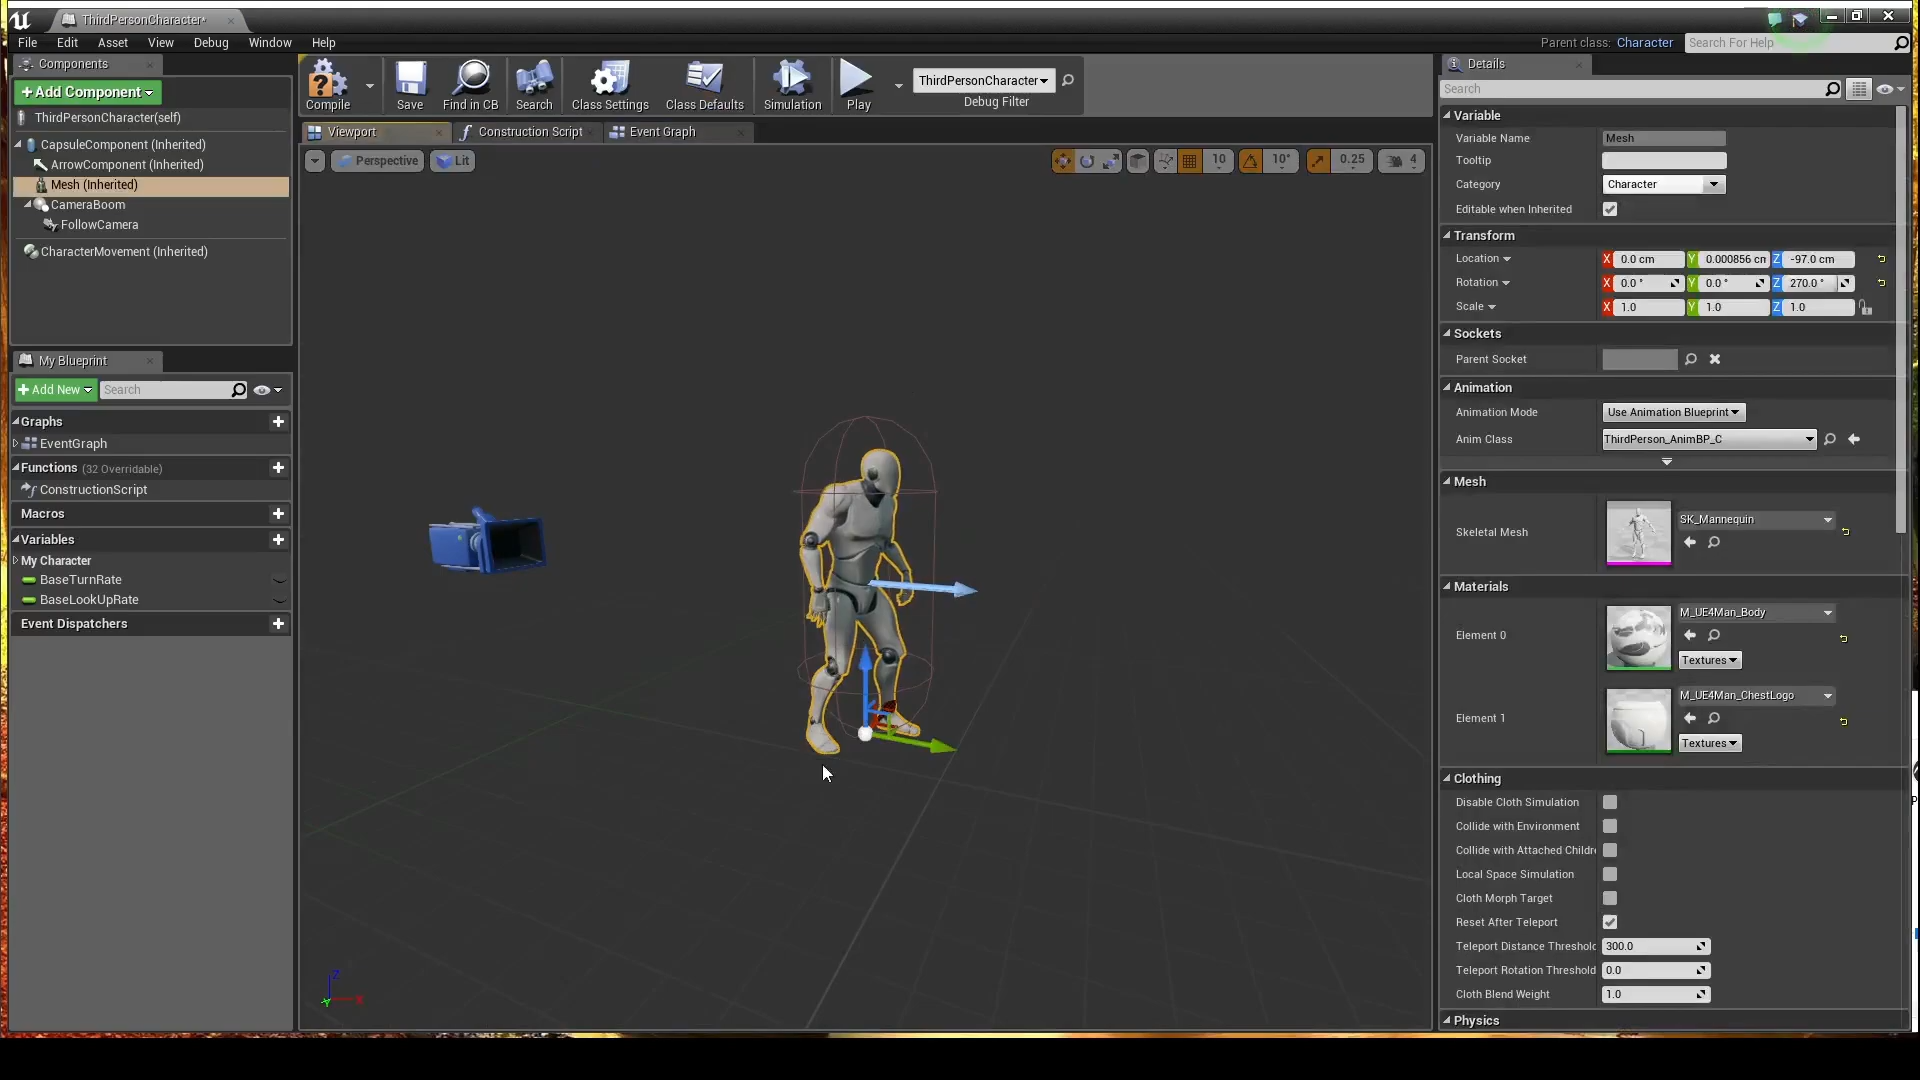 ThirdPersonCharacter*
File Edit Asset View Debug Window Help
Parent class: Character
Search For Help
Components
+Add Component
ThirdPersonCharacter(self)
CapsuleComponent (Inherited)
ArrowComponent (Inherited)
Mesh (Inherited)
CameraBoom
FollowCamera
CharacterMovement (Inherited)
My Blueprint
+Add New
Search
Graphs
EventGraph
Functions (32 Overridable)
ConstructionScript
Macros
Variables
My Character
BaseTurnRate
BaseLookUpRate
Event Dispatchers
Compile
Save
Find in CB
Search
Class Settings
Class Defaults
Simulation
Play
ThirdPersonCharacter
Debug Filter
Viewport
Construction Script
Event Graph
Perspective
Lit
10
10°
0.25
4
Z
X
Y
Details
Search
Variable
Variable Name Mesh
Tooltip
Category Character
Editable when Inherited
Transform
Location X 0.0 cm Y 0.000856 cm Z -97.0 cm
Rotation X 0.0 ° Y 0.0 ° Z 270.0 °
Scale X 1.0 Y 1.0 Z 1.0
Sockets
Parent Socket
Animation
Animation Mode Use Animation Blueprint
Anim Class ThirdPerson_AnimBP_C
Mesh
Skeletal Mesh SK_Mannequin
Materials
Element 0 M_UE4Man_Body
Textures
Element 1 M_UE4Man_ChestLogo
Textures
Clothing
Disable Cloth Simulation
Collide with Environment
Collide with Attached Childre
Local Space Simulation
Cloth Morph Target
Reset After Teleport
Teleport Distance Threshold 300.0
Teleport Rotation Threshold 0.0
Cloth Blend Weight 1.0
Physics